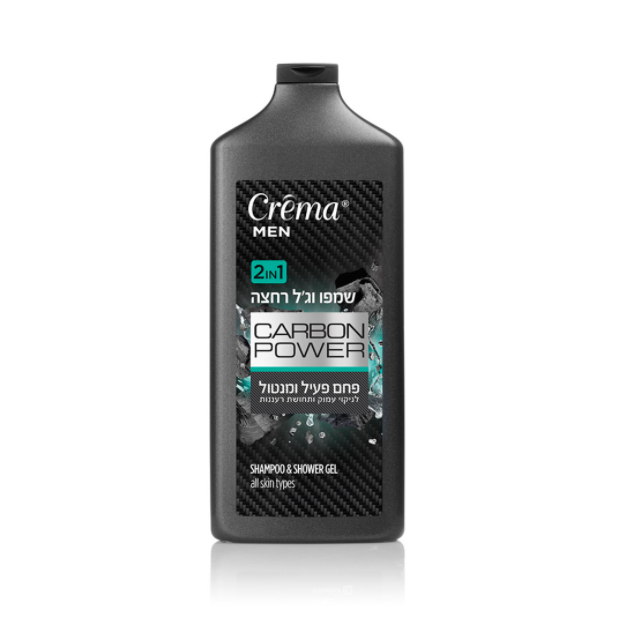 Crēma®
MEN
2IN1
שמפו וג'ל רחצה
CARBON
POWER
פחם פעיל ומנטול
לניקוי עמוק ותחושת רעננות
SHAMPOO & SHOWER GEL
all skin types